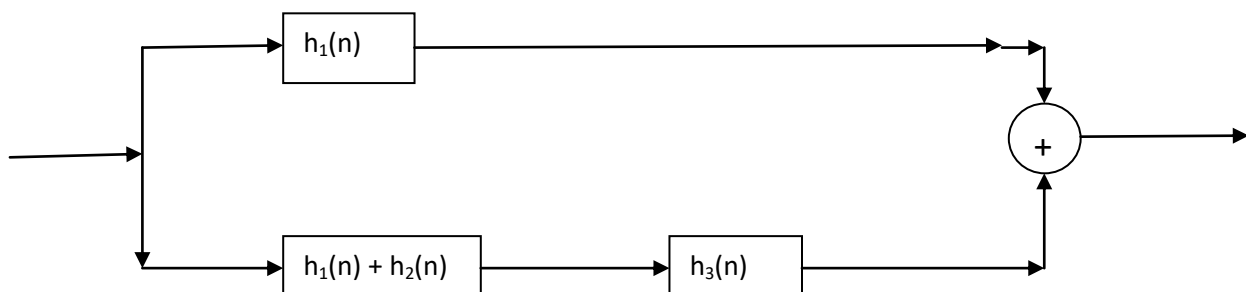 h₁(n)
+
h₁(n) + h₂(n)
h₃(n)